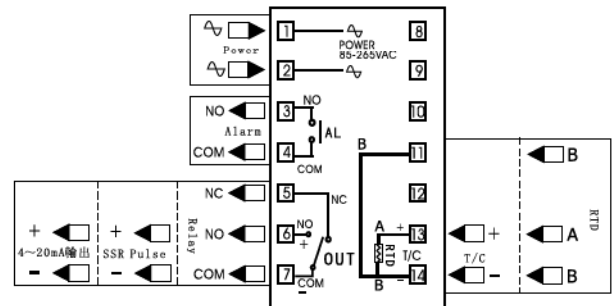 1
POWER
85-265VAC
8
Power
2
9
NO
3
NO
10
Alarm
AL
COM
4
COM
B
11
B
NC
5
NC
12
RTD
+
+
Relay
NO
6
NO
+
A
+
13
+
A
4～20mA輸出
SSR Pulse
OUT
RTD
T/C
T/C
-
-
COM
7
COM
-
B
-
14
-
B